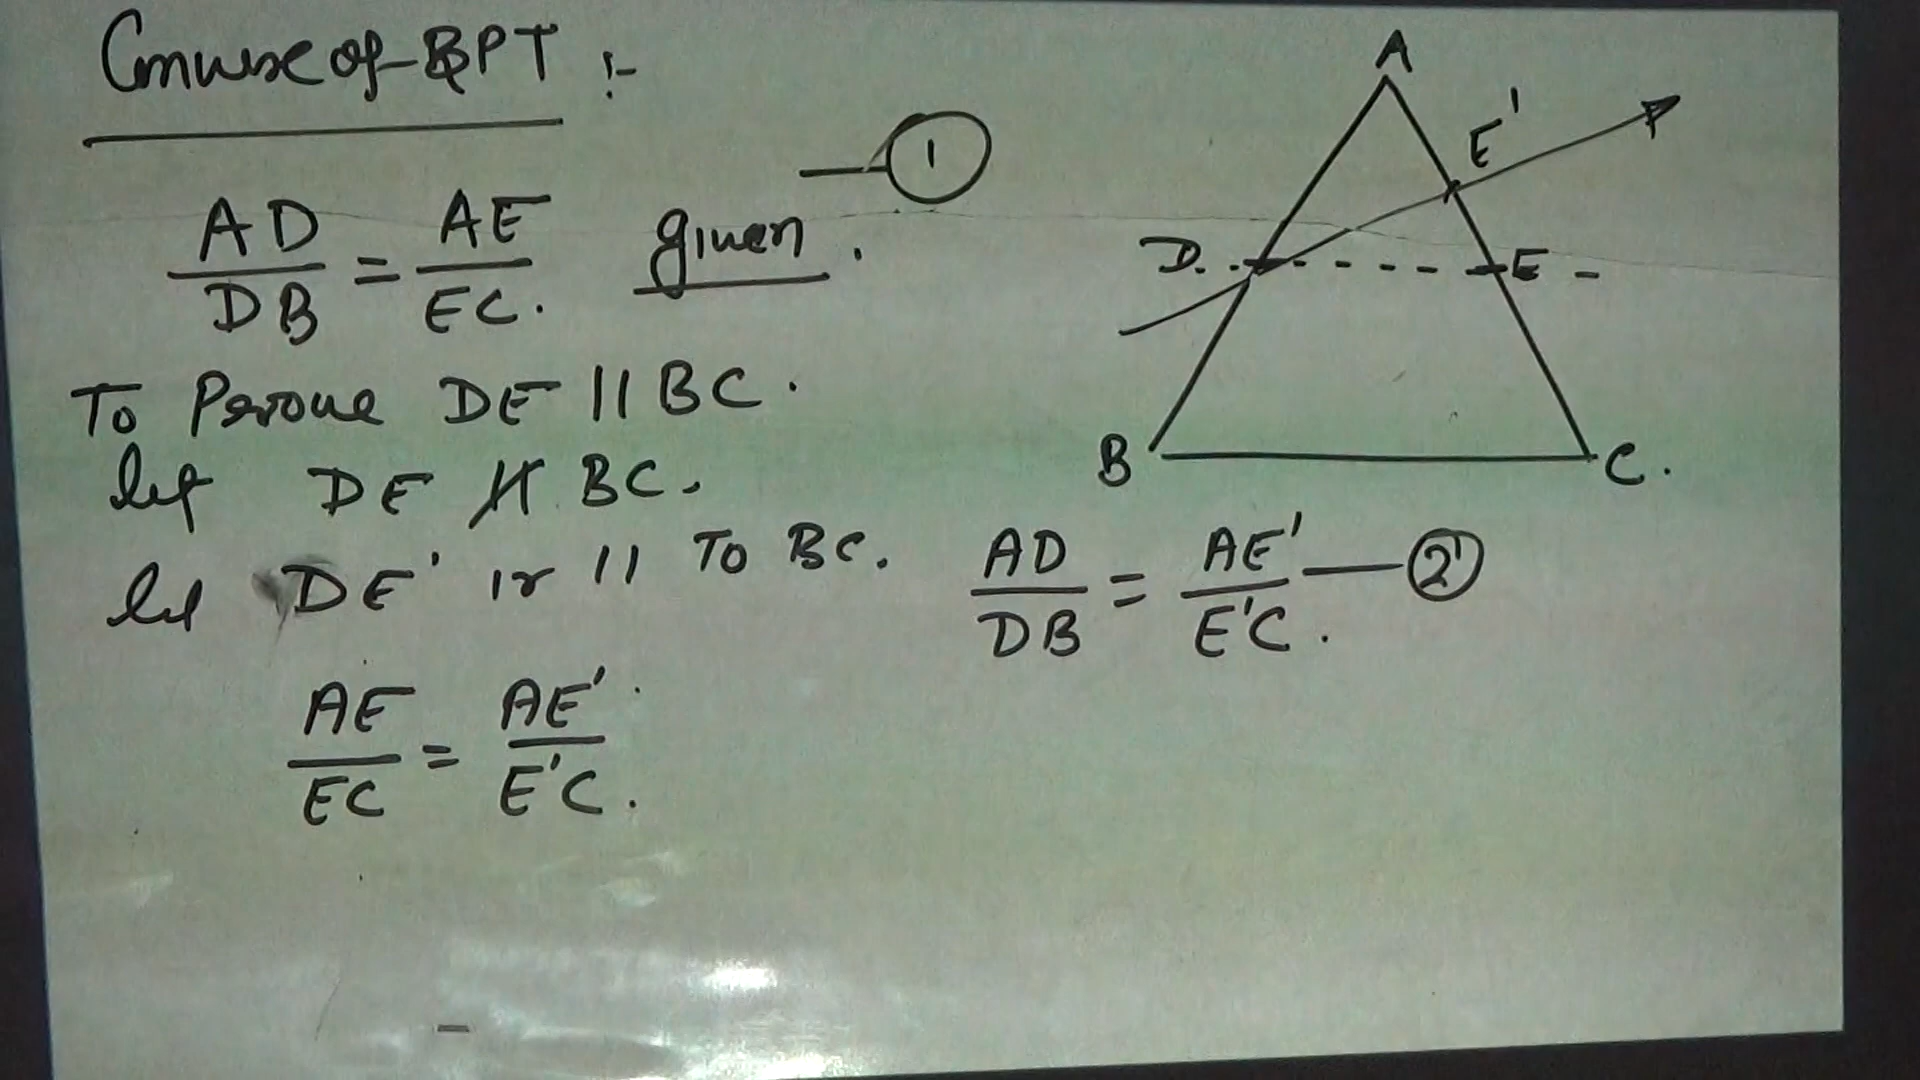 Converse of BPT :-
1
AD/DB = AE/EC. given.
To Prove DE || BC.
let DE ∦ BC.
let DE' is || To BC. AD/DB = AE'/E'C. — 2
AE/EC = AE'/E'C.
A
E'
D
E
B
C.